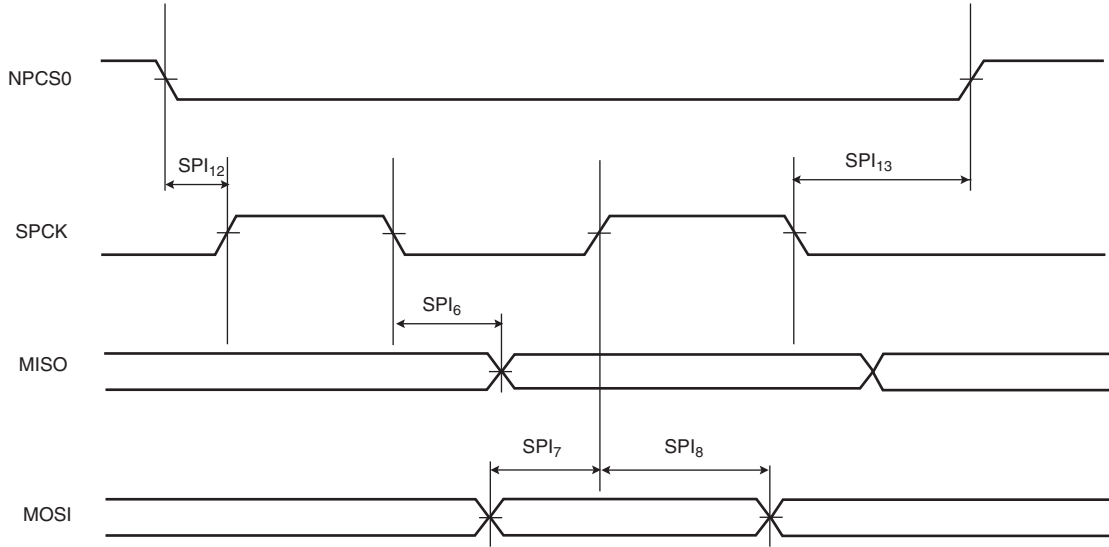 NPCS0
SPI₁₂
SPI₁₃
SPCK
SPI₆
MISO
SPI₇
SPI₈
MOSI